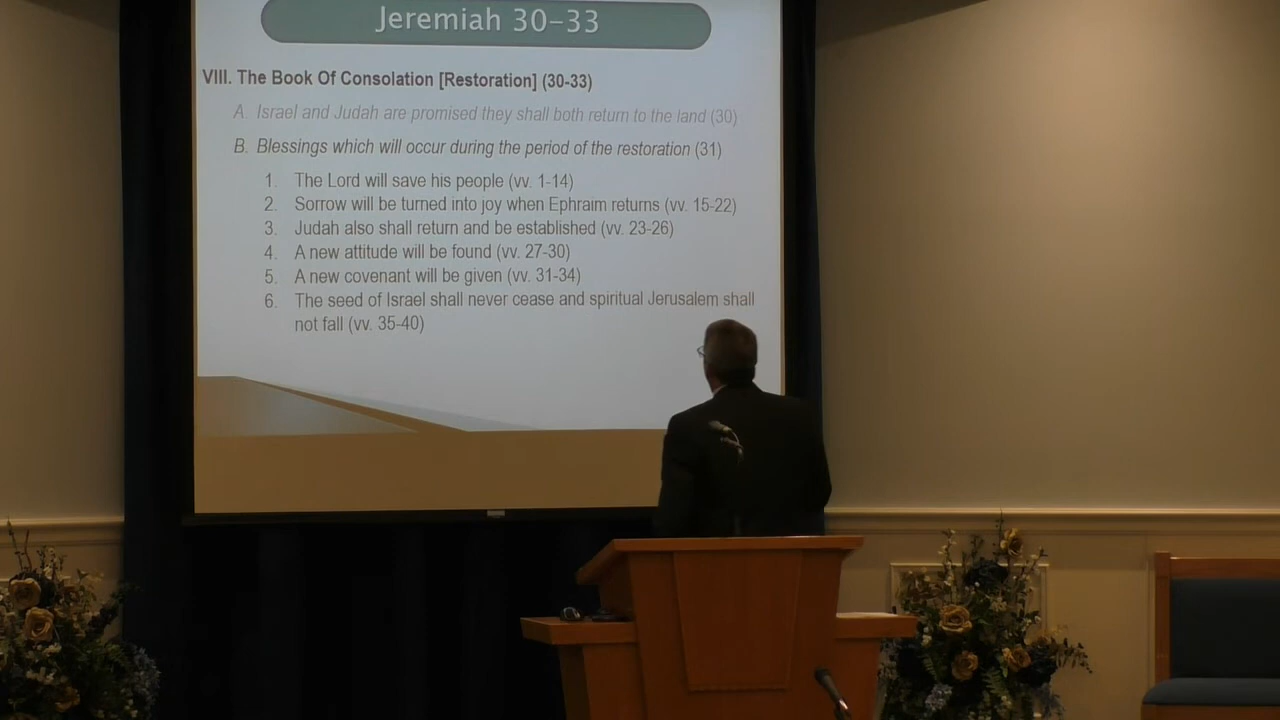 Jeremiah 30–33
VIII. The Book Of Consolation [Restoration] (30-33)
A. Israel and Judah are promised they shall both return to the land (30)
B. Blessings which will occur during the period of the restoration (31)
1. The Lord will save his people (vv. 1-14)
2. Sorrow will be turned into joy when Ephraim returns (vv. 15-22)
3. Judah also shall return and be established (vv. 23-26)
4. A new attitude will be found (vv. 27-30)
5. A new covenant will be given (vv. 31-34)
6. The seed of Israel shall never cease and spiritual Jerusalem shall
not fall (vv. 35-40)